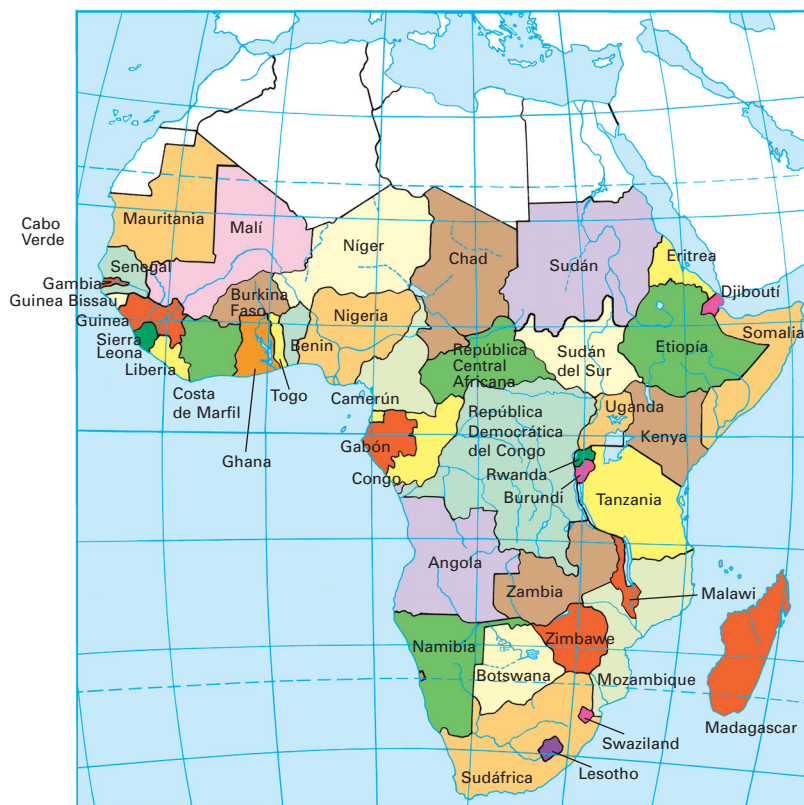 Cabo
Verde
Mauritania
Malí
Níger
Chad
Sudán
Eritrea
Senegal
Gambia
Guinea Bissau
Guinea
Sierra
Leona
Liberia
Burkina
Faso
Nigeria
Benin
Costa
de Marfil
Togo
Ghana
Camerún
República
Central
Africana
Sudán
del Sur
Etiopía
Djiboutí
Somalia
Gabón
Congo
República
Democrática
del Congo
Uganda
Kenya
Rwanda
Burundi
Tanzania
Angola
Zambia
Malawi
Namibia
Zimbawe
Botswana
Mozambique
Madagascar
Swaziland
Lesotho
Sudáfrica